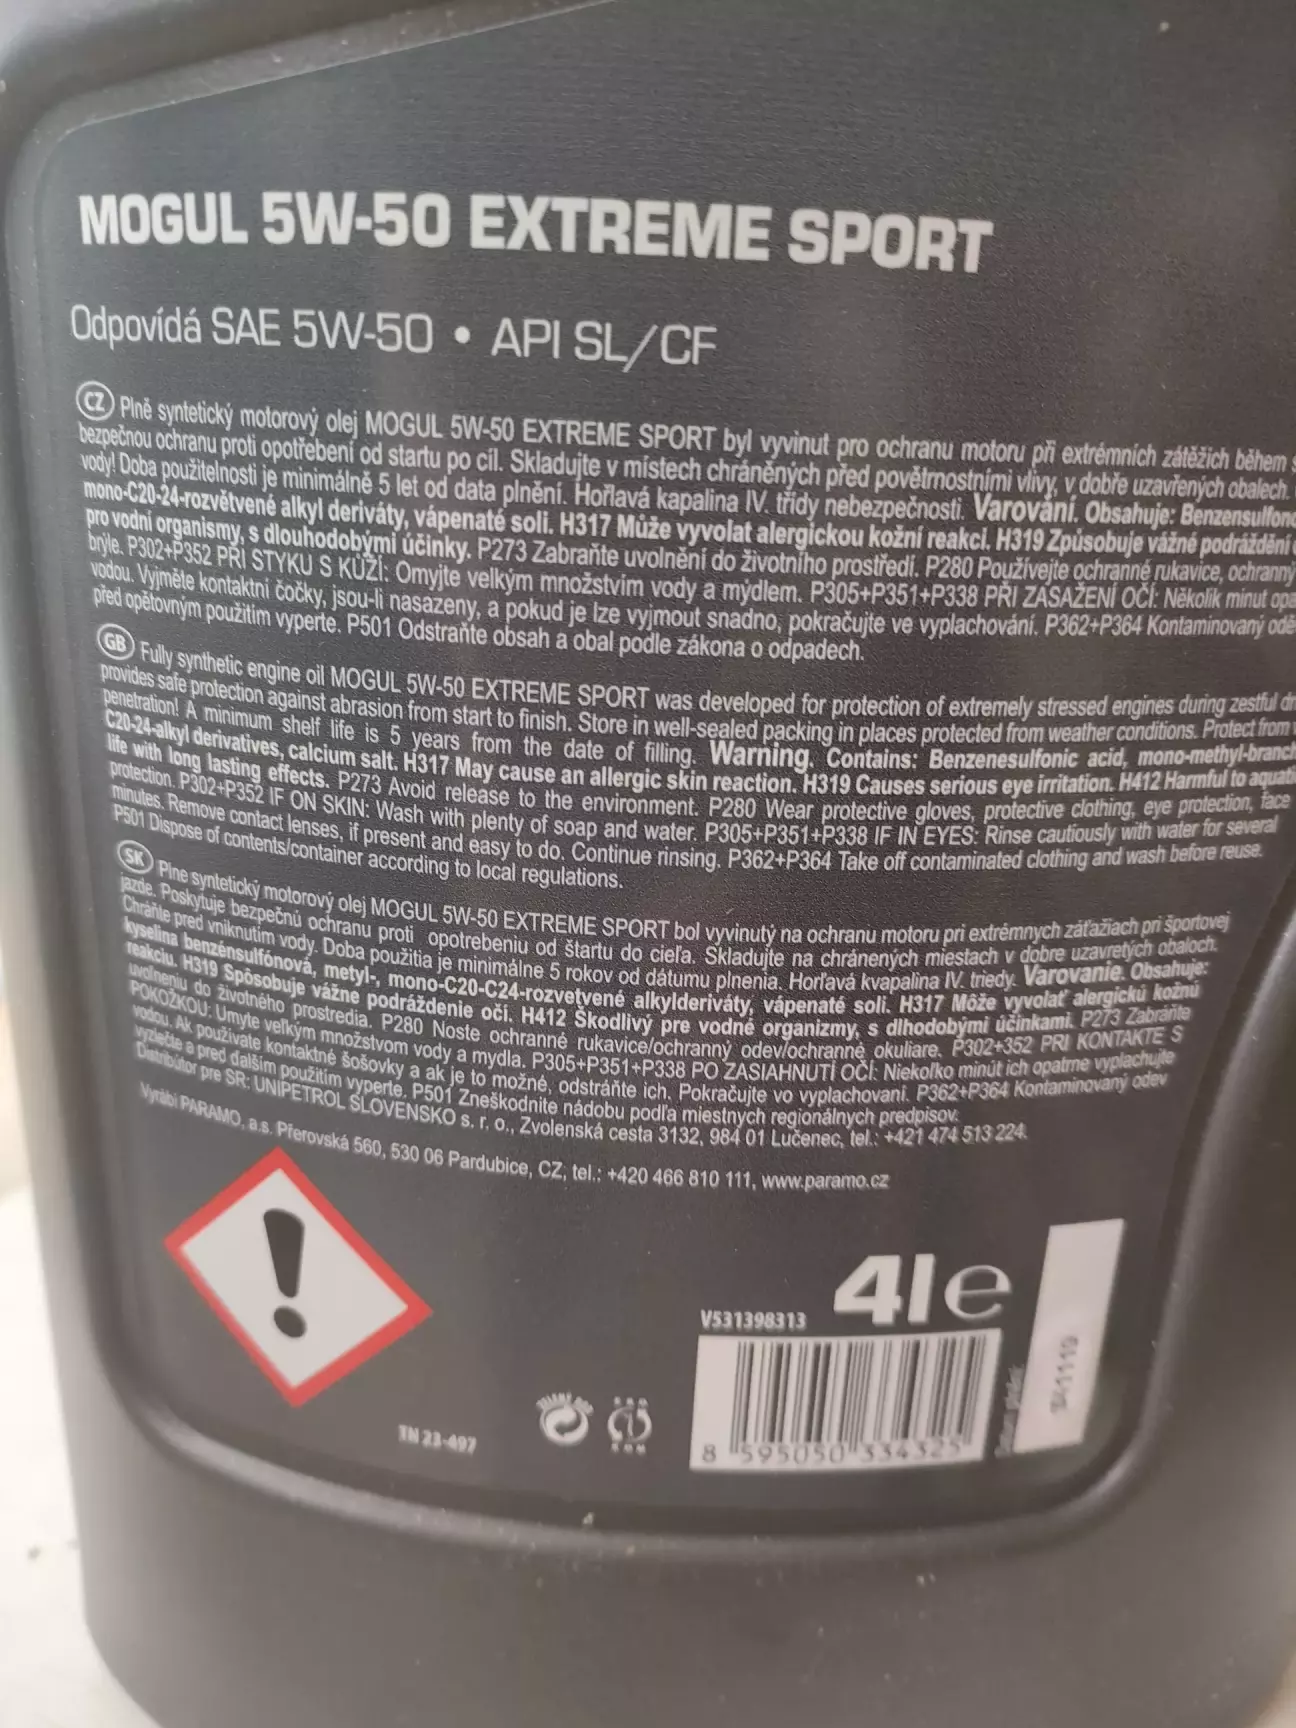 MOGUL 5W-50 EXTREME SPORT
Odpovídá SAE 5W-50 • API SL/CF
CZ Plně syntetický motorový olej MOGUL 5W-50 EXTREME SPORT byl vyvinut pro ochranu motoru při extrémních zátěžích během
bezpečnou ochranu proti opotřebení od startu po cíl. Skladujte v místech chráněných před povětrnostními vlivy, v dobře uzavřených obalech.
vody! Doba použitelnosti je minimálně 5 let od data plnění. Hořlavá kapalina IV. třídy nebezpečnosti. Varování. Obsahuje:
mono-C20-24-rozvětvené alkyl deriváty, vápenaté soli. H317 Může vyvolat alergickou kožní reakci. H319 Způsobuje vážné podráždění
pro vodní organismy, s dlouhodobými účinky. P273 Zabraňte uvolnění do životního prostředí. P280 Používejte ochranné rukavice,
brýle. P302+P352 PŘI STYKU S KŮŽÍ: Omyjte velkým množstvím vody a mýdlem. P305+P351+P338 PŘI ZASAŽENÍ OČÍ: Několik minut
vodou. Vyjměte kontaktní čočky, jsou-li nasazeny, a pokud je lze vyjmout snadno, pokračujte ve vyplachování. P362+P364 Kontaminovaný
před opětovným použitím vyperte. P501 Odstraňte obsah a obal podle zákona o odpadech.
GB Fully synthetic engine oil MOGUL 5W-50 EXTREME SPORT was developed for protection of extremely stressed engines during zestful
provides safe protection against abrasion from start to finish. Store in well-sealed packing in places protected from weather conditions. Protect from
penetration! A minimum shelf life is 5 years from the date of filling. Warning. Contains: Benzenesulfonic acid, mono-methyl-branch
C20-24-alkyl derivatives, calcium salt. H317 May cause an allergic skin reaction. H319 Causes serious eye irritation. H412 Harmful to
life with long lasting effects. P273 Avoid release to the environment. P280 Wear protective gloves, protective clothing, eye protection, face
protection. P302+P352 IF ON SKIN: Wash with plenty of soap and water. P305+P351+P338 IF IN EYES: Rinse cautiously with water for several
minutes. Remove contact lenses, if present and easy to do. Continue rinsing. P362+P364 Take off contaminated clothing and wash before reuse.
P501 Dispose of contents/container according to local regulations.
SK Plne syntetický motorový olej MOGUL 5W-50 EXTREME SPORT bol vyvinutý na ochranu motoru pri extrémnych záťažiach pri športovej
jazde. Poskytuje bezpečnú ochranu proti opotrebeniu od štartu do cieľa. Skladujte na chránených miestach v dobre uzavretých obaloch.
Chráňte pred vniknutím vody. Doba použitia je minimálne 5 rokov od dátumu plnenia. Horľavá kvapalina IV. triedy. Varovanie. Obsahuje:
kyselina benzénsulfónová, metyl-, mono-C20-C24-rozvetvené alkylderiváty, vápenaté soli. H317 Môže vyvolať alergickú kožnú
reakciu. H319 Spôsobuje vážne podráždenie očí. H412 Škodlivý pre vodné organizmy, s dlhodobými účinkami. P273 Zabráňte
uvoľneniu do životného prostredia. P280 Noste ochranné rukavice/ochranný odev/ochranné okuliare. P302+352 PRI KONTAKTE S
POKOŽKOU: Umyte veľkým množstvom vody a mydla. P305+P351+P338 PO ZASIAHNUTÍ OČÍ: Niekoľko minút ich opatrne vyplachujte
vodou. Ak používate kontaktné šošovky a ak je to možné, odstráňte ich. Pokračujte vo vyplachovaní. P362+P364 Kontaminovaný odev
vyzlečte a pred ďalším použitím vyperte. P501 Zneškodnite nádobu podľa miestnych regionálnych predpisov.
Distribútor pre SR: UNIPETROL SLOVENSKO s. r. o., Zvolenská cesta 3132, 984 01 Lučenec, tel.: +421 474 513 224.
Vyrábí PARAMO, a.s. Přerovská 560, 530 06 Pardubice, CZ, tel.: +420 466 810 111, www.paramo.cz
4l e
V531398313
8 595050 334325
TN 23-497